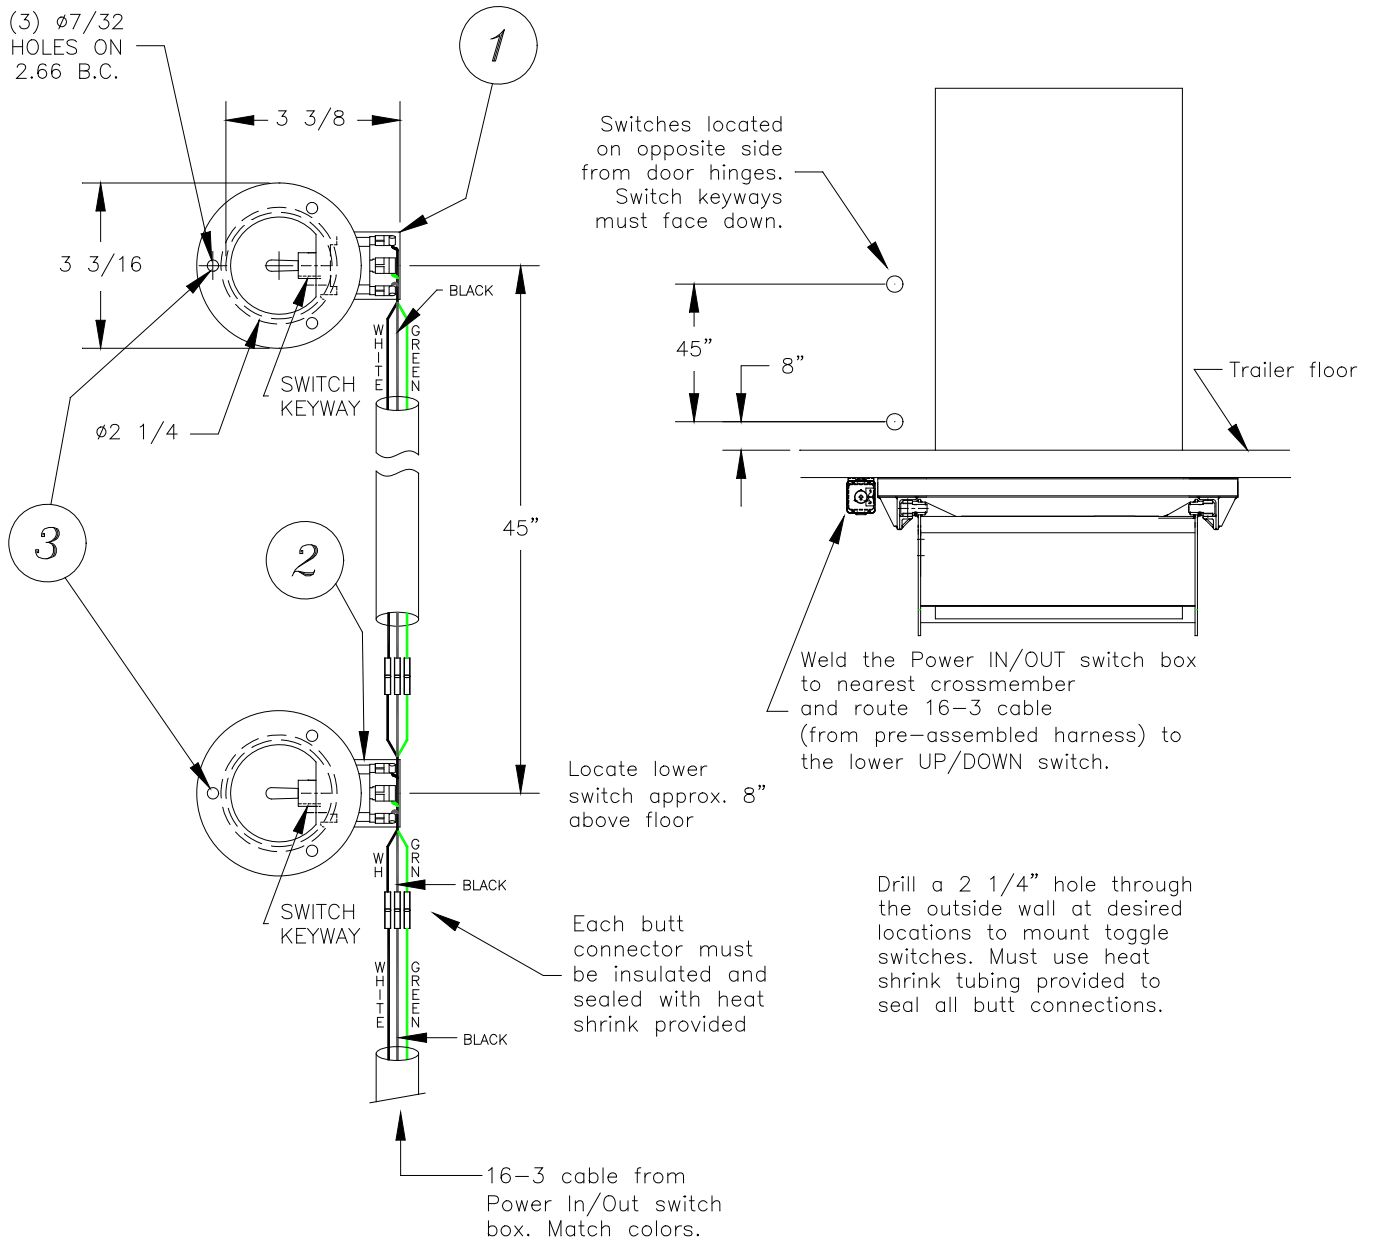 (3) ø7/32
HOLES ON
2.66 B.C.
1
3 3/8
3 3/16
BLACK
WHITE
GREEN
SWITCH
KEYWAY
ø2 1/4
45”
3
2
WH
GRN
BLACK
SWITCH
KEYWAY
WHITE
GREEN
BLACK
Locate lower
switch approx. 8”
above floor
Each butt
connector must
be insulated and
sealed with heat
shrink provided
16-3 cable from
Power In/Out switch
box. Match colors.
Switches located
on opposite side
from door hinges.
Switch keyways
must face down.
45”
8”
Trailer floor
Weld the Power IN/OUT switch box
to nearest crossmember
and route 16-3 cable
(from pre-assembled harness) to
the lower UP/DOWN switch.
Drill a 2 1/4” hole through
the outside wall at desired
locations to mount toggle
switches. Must use heat
shrink tubing provided to
seal all butt connections.